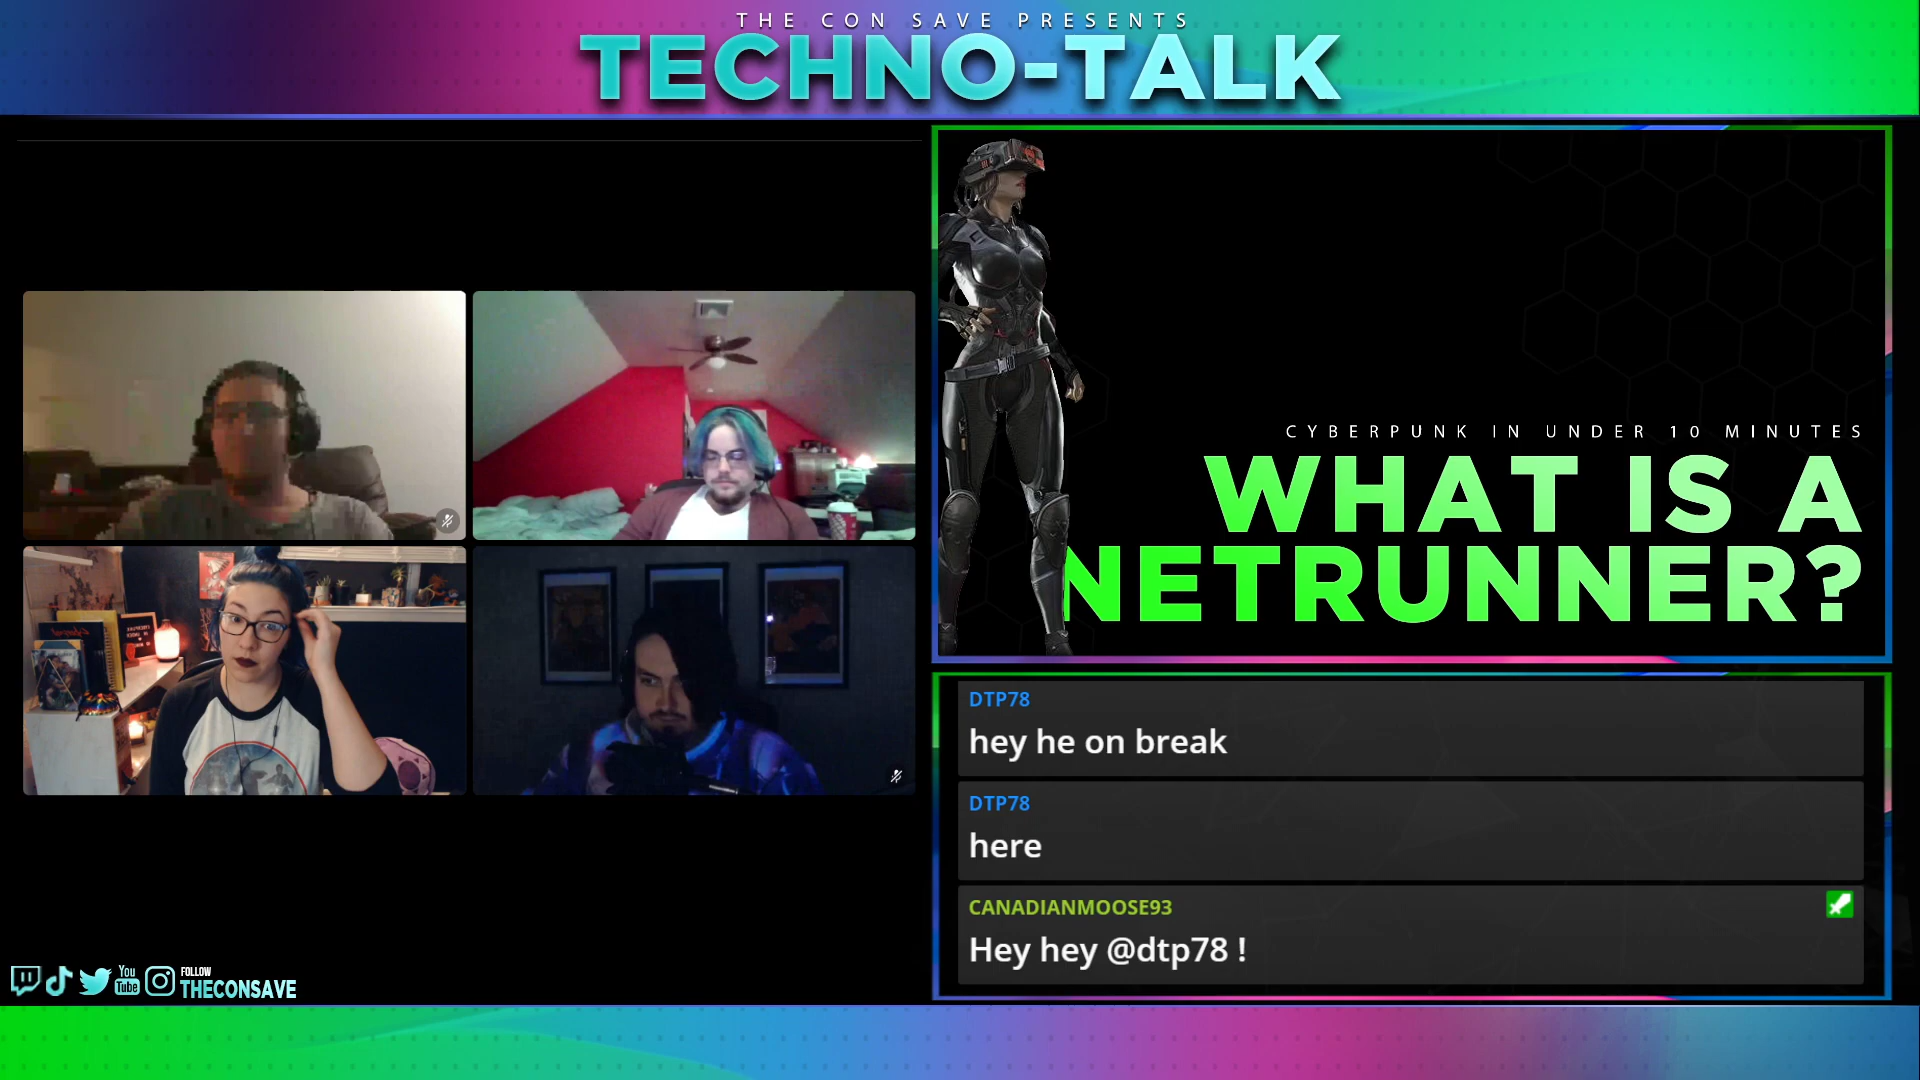 THE CON SAVE PRESENTS
TECHNO-TALK
CYBERPUNK IN UNDER 10 MINUTES
WHAT IS A
NETRUNNER?
DTP78
hey he on break
DTP78
here
CANADIANMOOSE93
Hey hey @dtp78 !
You
Tube
FOLLOW
THECONSAVE